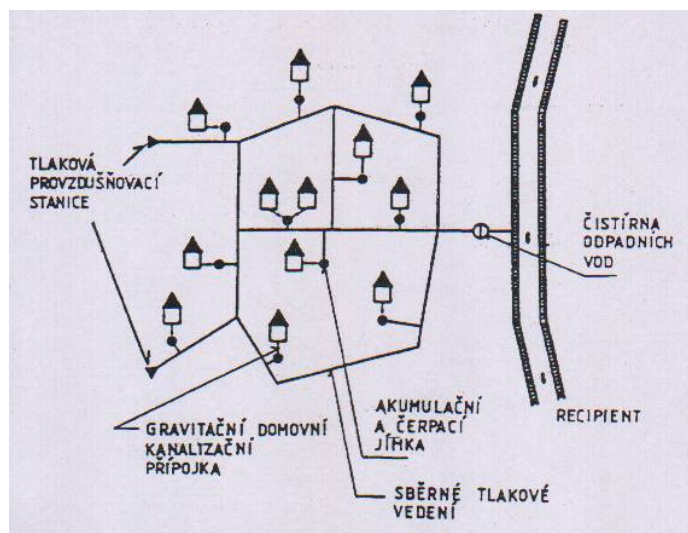 TLAKOVÁ
PROVZDUŠŇOVACÍ
STANICE
ČISTÍRNA
ODPADNÍCH
VOD
RECIPIENT
GRAVITAČNÍ DOMOVNÍ
KANALIZAČNÍ
PŘÍPOJKA
AKUMULAČNÍ
A ČERPACÍ
JÍMKA
SBĚRNÉ TLAKOVÉ
VEDENÍ